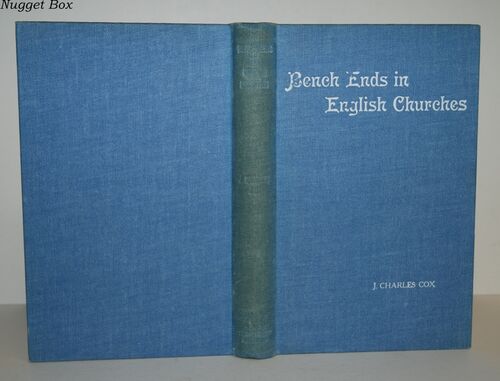 Nugget Box
Bench Ends in
English Churches
J. CHARLES COX